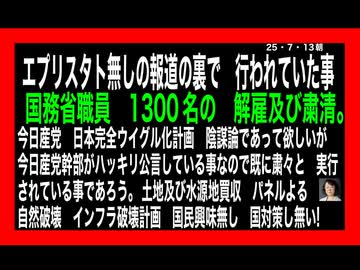 25・7・13朝
エプリスタト無しの報道の裏で　行われていた事
国務省職員　1300名の　解雇及び粛清。
今日産党　日本完全ウイグル化計画　陰謀論であって欲しいが
今日産党幹部がハッキリ公言している事なので既に粛々と　実行
されている事であろう。土地及び水源地買収　パネルよる
自然破壊　インフラ破壊計画　国民興味無し　国対策し無い!